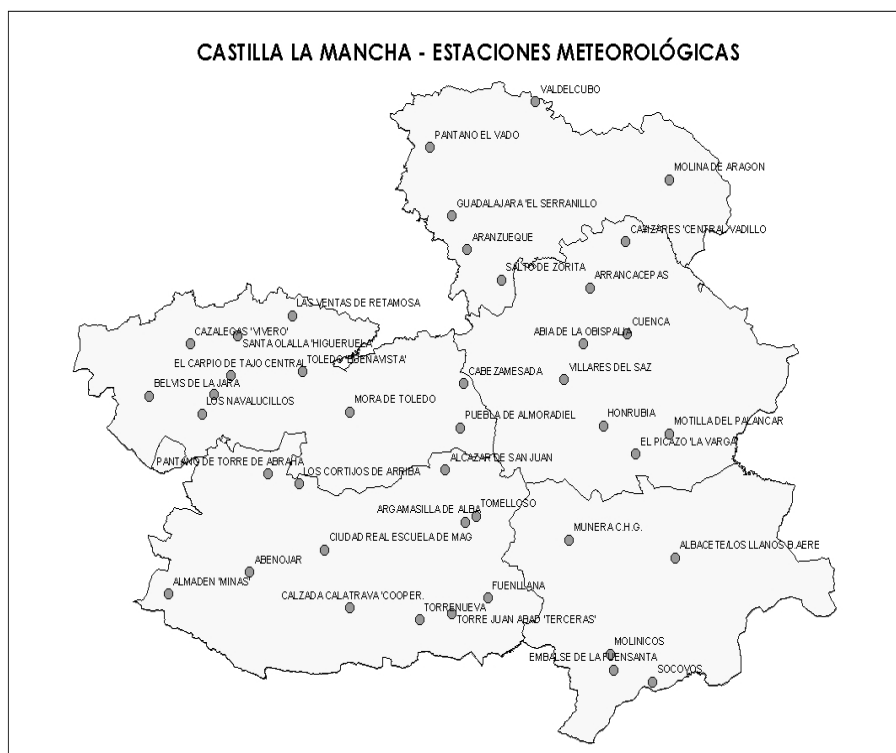 CASTILLA LA MANCHA - ESTACIONES METEOROLÓGICAS
VALDELCUBO
PANTANO EL VADO
MOLINA DE ARAGON
GUADALAJARA 'EL SERRANILLO
CAÑIZARES 'CENTRAL VADILLO
ARANZUEQUE
SALTO DE ZORITA
ARRANCACEPAS
LAS VENTAS DE RETAMOSA
CUENCA
CAZALEGAS 'VIVERO'
SANTA OLALLA 'HIGUERUELA
ABIA DE LA OBISPALIA
EL CARPIO DE TAJO CENTRAL
TOLEDO 'BUENAVISTA'
VILLARES DEL SAZ
BELVIS DE LA JARA
CABEZAMESADA
LOS NAVALUCILLOS
MORA DE TOLEDO
PUEBLA DE ALMORADIEL
HONRUBIA
MOTILLA DEL PALANCAR
EL PICAZO 'LA VARGA'
PANTANO DE TORRE DE ABRAHA
LOS CORTIJOS DE ARRIBA
ALCAZAR DE SAN JUAN
ARGAMASILLA DE ALBA
TOMELLOSO
CIUDAD REAL ESCUELA DE MAG
MUNERA C.H.G.
ALBACETE/LOS LLANOS B.AERE
ABENOJAR
ALMADEN 'MINAS'
CALZADA CALATRAVA 'COOPER.
FUENLLANA
TORRENUEVA
TORRE JUAN ABAD 'TERCERAS'
MOLINICOS
EMBALSE DE LA FUENSANTA
SOCOVOS